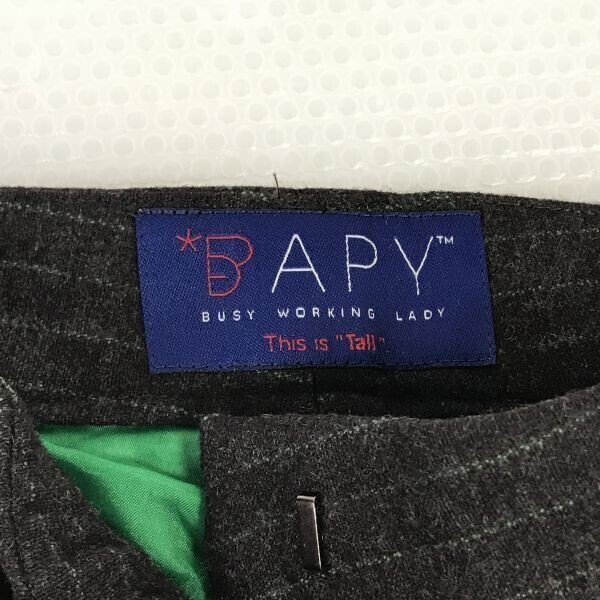 *BAPY™
BUSY WORKING LADY
This is "Tall"